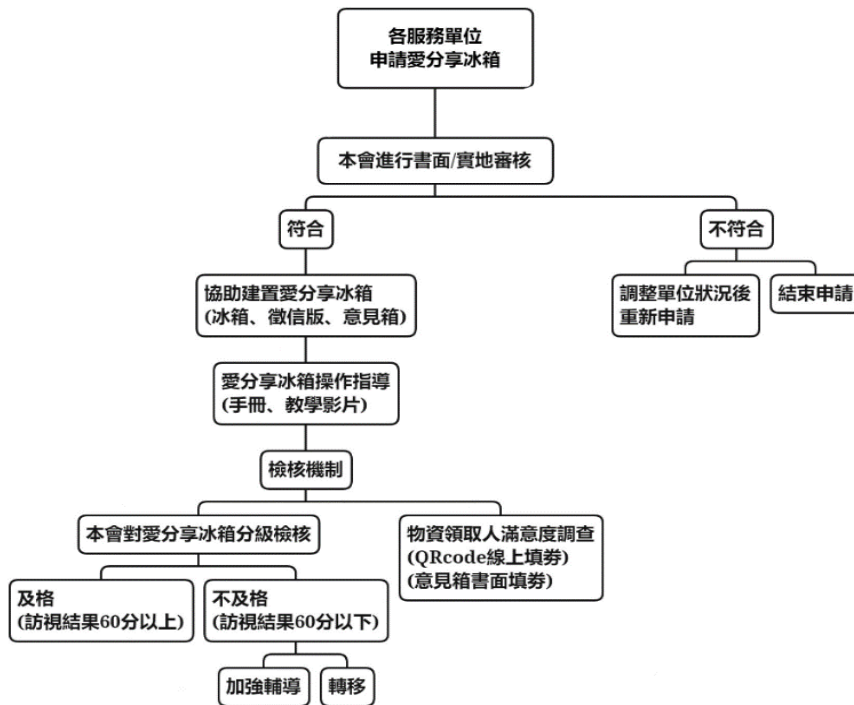 各服務單位
申請愛分享冰箱
本會進行書面/實地審核
符合
不符合
協助建置愛分享冰箱
(冰箱、徵信版、意見箱)
調整單位狀況後
重新申請
結束申請
愛分享冰箱操作指導
(手冊、教學影片)
檢核機制
本會對愛分享冰箱分級檢核
物資領取人滿意度調查
(QRcode線上填券)
(意見箱書面填券)
及格
(訪視結果60分以上)
不及格
(訪視結果60分以下)
加強輔導
轉移